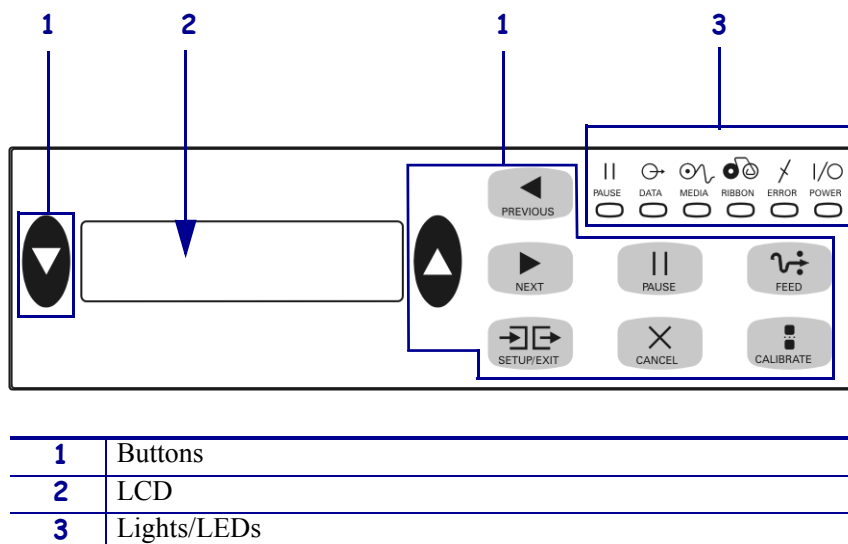 1 2 1 3
PAUSE DATA MEDIA RIBBON ERROR POWER
PREVIOUS
NEXT PAUSE FEED
SETUP/EXIT CANCEL CALIBRATE
1 Buttons
2 LCD
3 Lights/LEDs